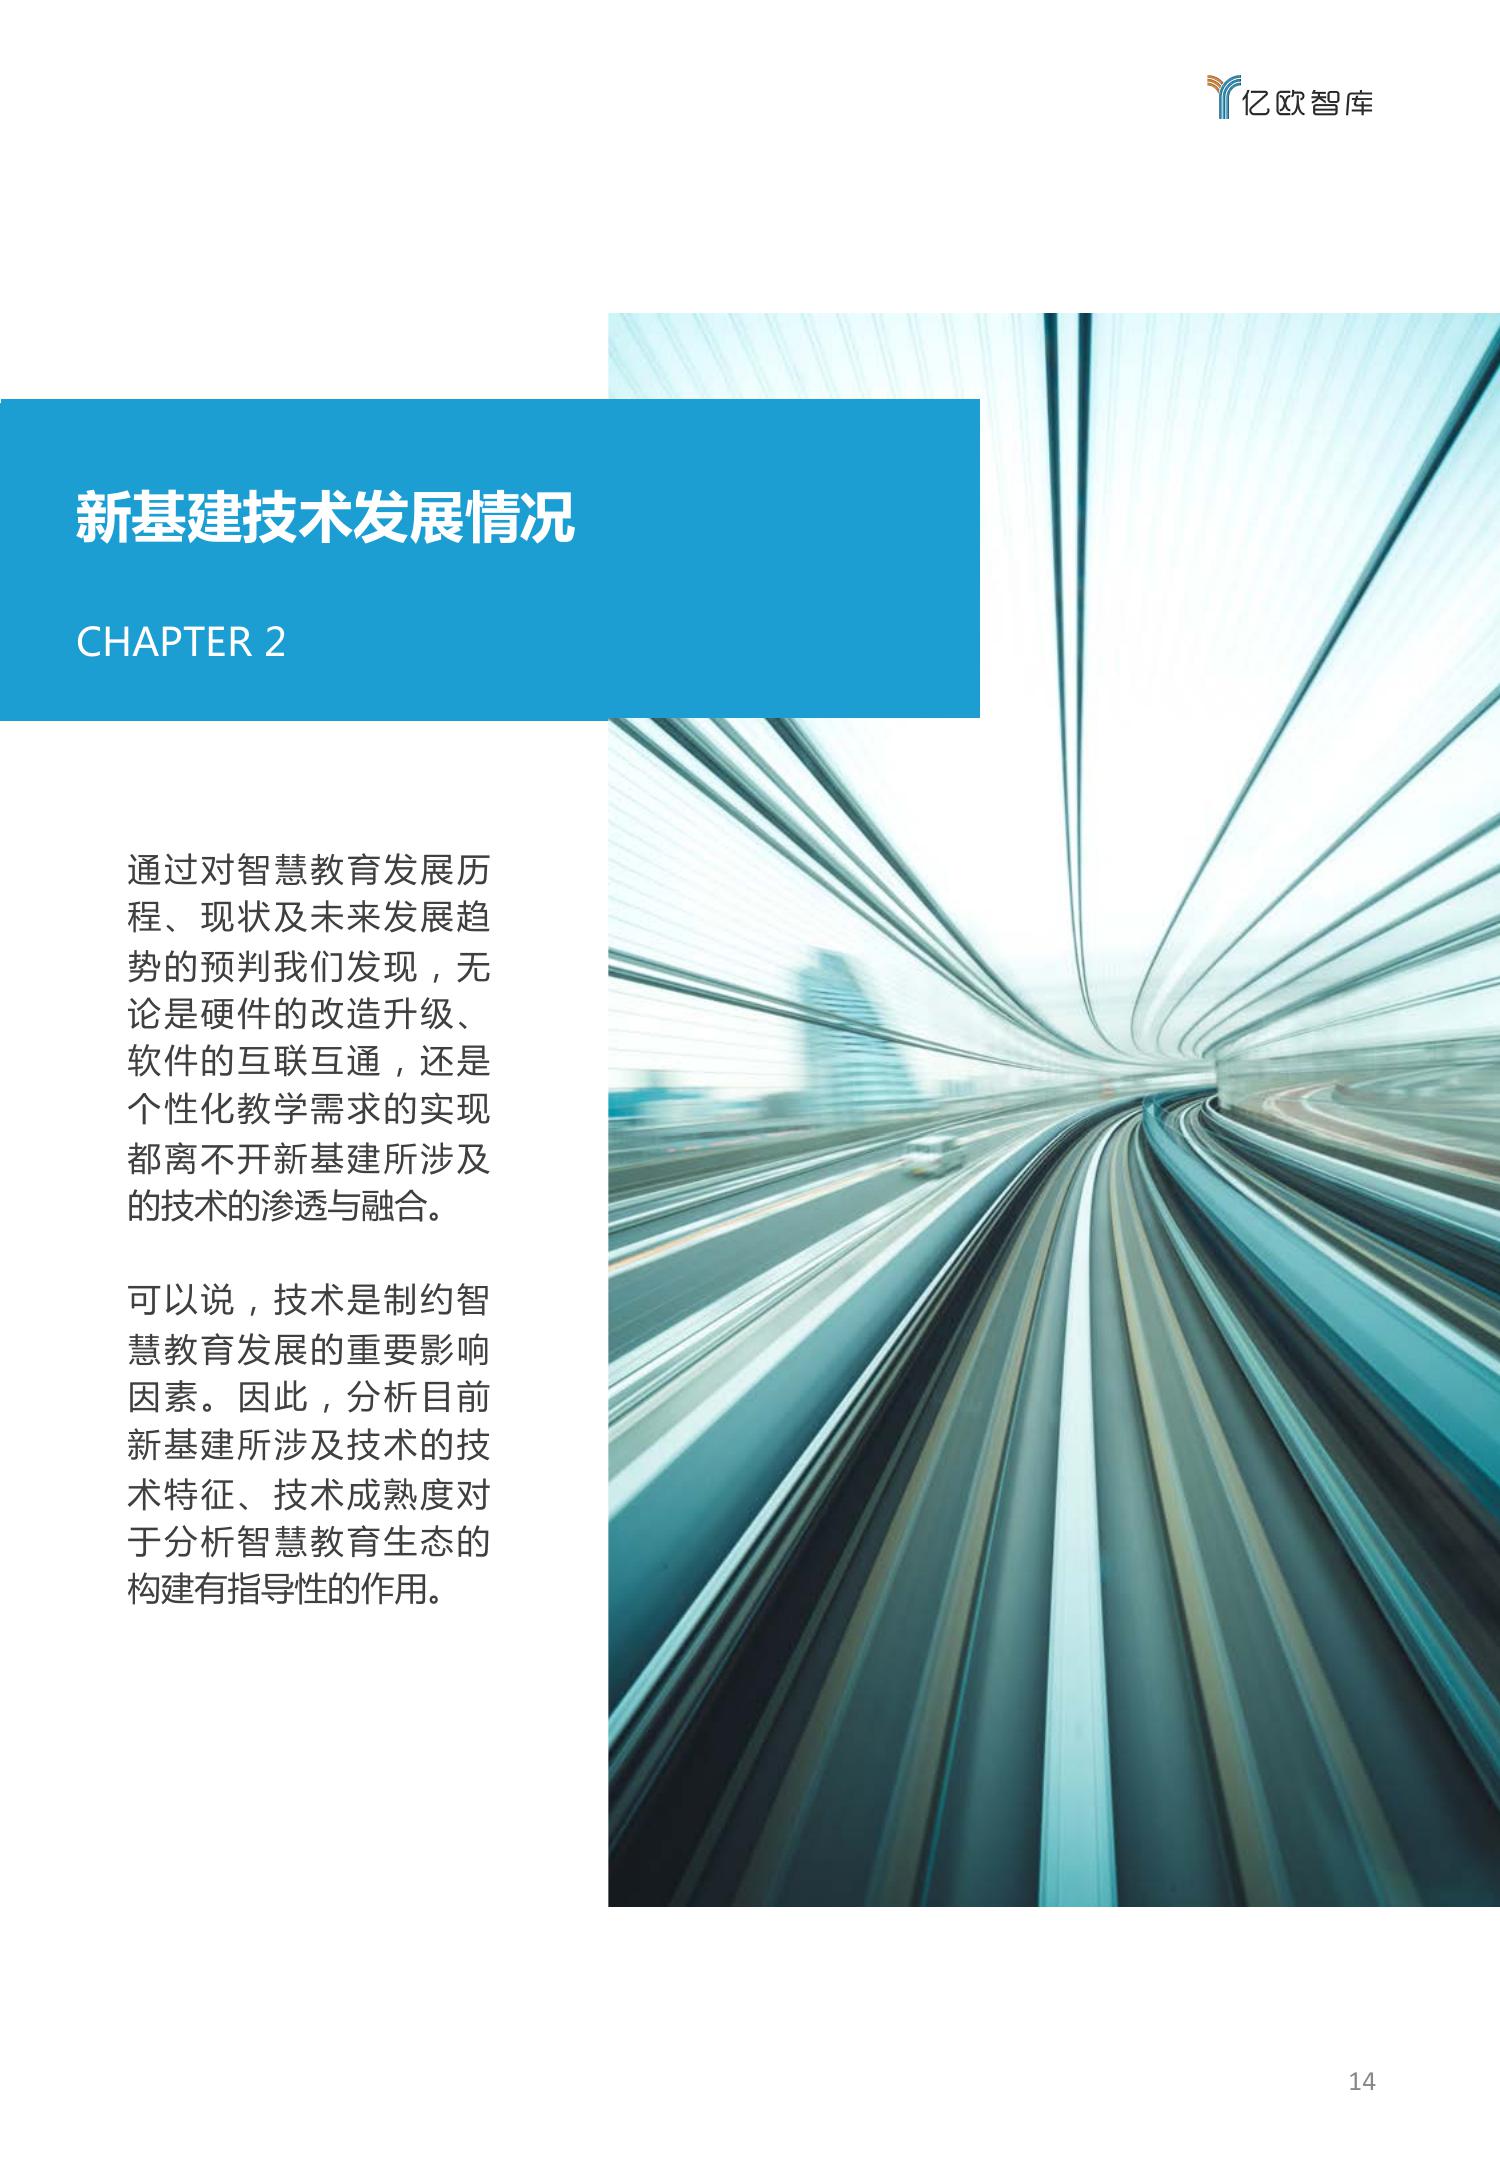 亿欧智库
新基建技术发展情况
CHAPTER 2
通过对智慧教育发展历
程、现状及未来发展趋
势的预判我们发现，无
论是硬件的改造升级、
软件的互联互通，还是
个性化教学需求的实现
都离不开新基建所涉及
的技术的渗透与融合。
可以说，技术是制约智
慧教育发展的重要影响
因素。因此，分析目前
新基建所涉及技术的技
术特征、技术成熟度对
于分析智慧教育生态的
构建有指导性的作用。
14